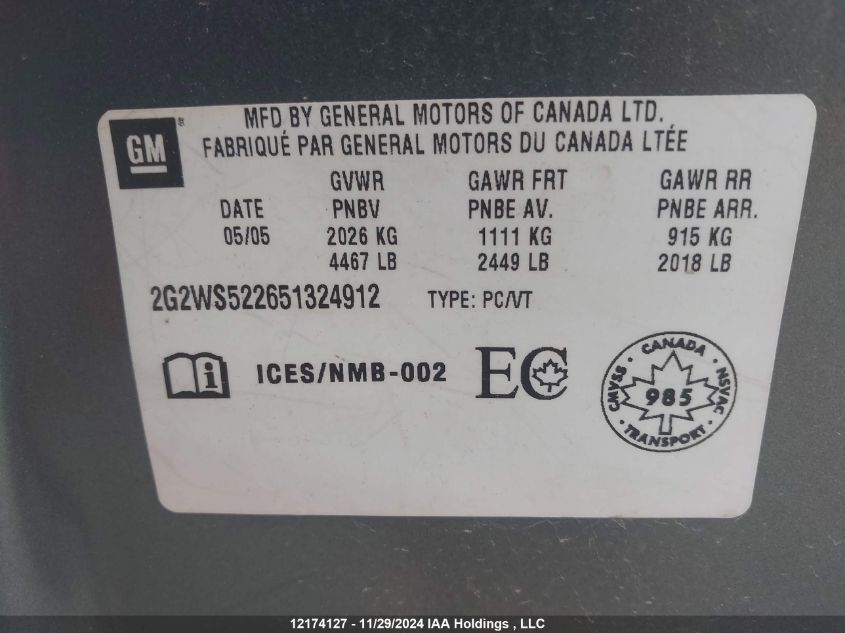 GM®
MFD BY GENERAL MOTORS OF CANADA LTD.
FABRIQUÉ PAR GENERAL MOTORS DU CANADA LTÉE
GVWR GAWR FRT GAWR RR
DATE PNBV PNBE AV. PNBE ARR.
05/05 2026 KG 1111 KG 915 KG
4467 LB 2449 LB 2018 LB
2G2WS522651324912 TYPE: PC/VT
i ICES/NMB-002 EC
CANADA
CMVSS · 985 · NSVAC
TRANSPORT
12174127 - 11/29/2024 IAA Holdings , LLC